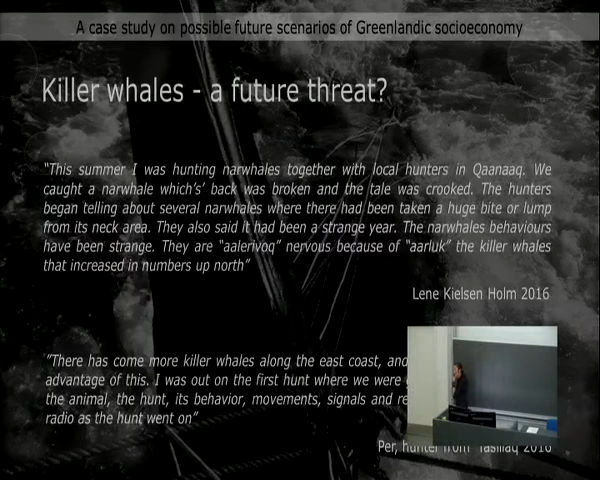 A case study on possible future scenarios of Greenlandic socioeconomy
Killer whales - a future threat?
"This summer I was hunting narwhales together with local hunters in Qaanaaq. We
caught a narwhale which's' back was broken and the tale was crooked. The hunters
began telling about several narwhales where there had been taken a huge bite or lump
from its neck area. They also said it had been a strange year. The narwhales behaviours
have been strange. They are "aalerivoq" nervous because of "aarluk" the killer whales
that increased in numbers up north"
Lene Kielsen Holm 2016
"There has come more killer whales along the east coast, and
advantage of this. I was out on the first hunt where we were
the animal, the hunt, its behavior, movements, signals and
radio as the hunt went on"
Per, hunter from Tasiilaq 2016